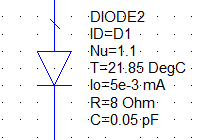 DIODE2
ID=D1
Nu=1.1
T=21.85 DegC
Io=5e-3 mA
R=8 Ohm
C=0.05 pF